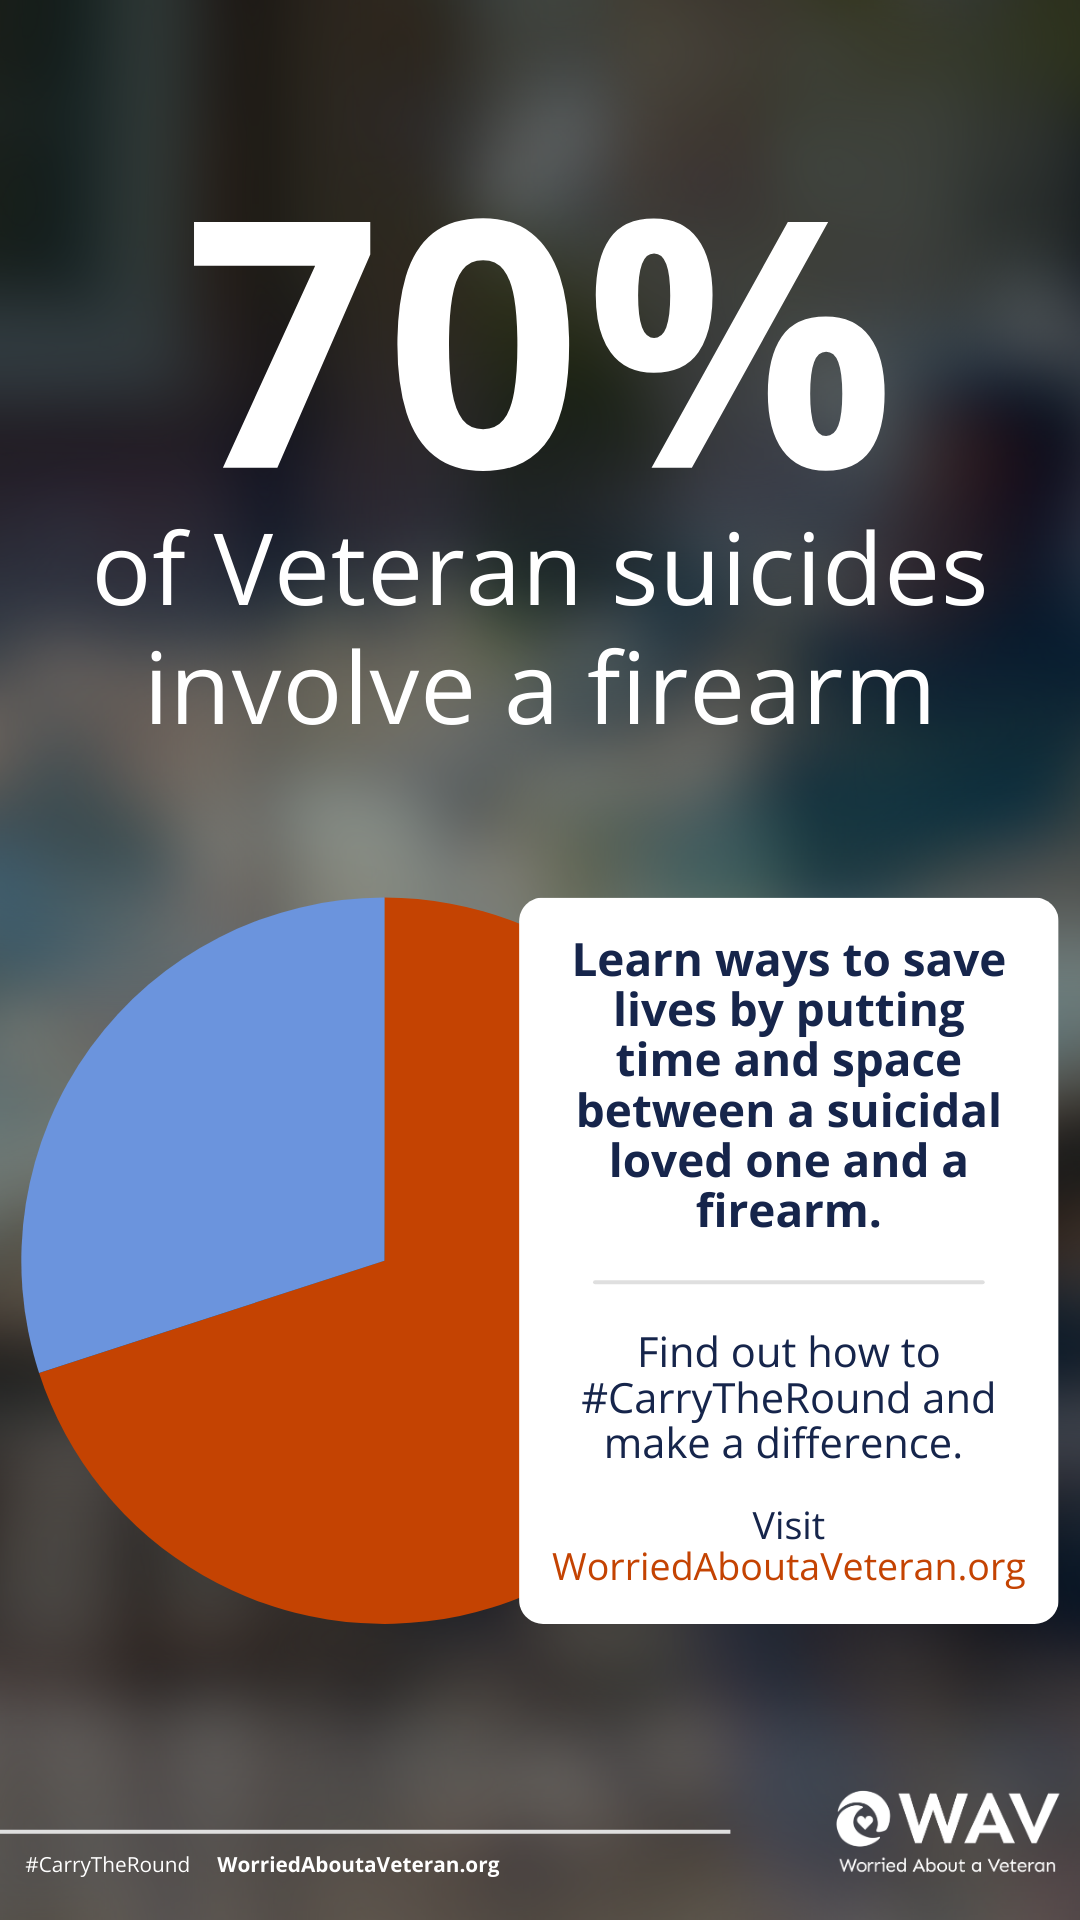 70%
of Veteran suicides
involve a firearm
Learn ways to save
lives by putting
time and space
between a suicidal
loved one and a
firearm.
Find out how to
#CarryTheRound and
make a difference.
Visit
WorriedAboutaVeteran.org
WAV
Worried About a Veteran
#CarryTheRound WorriedAboutaVeteran.org